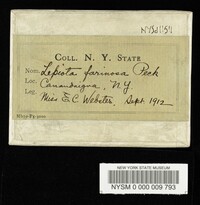 COLL. N. Y. STATE
Nom. Lepiota farinosa Peck
Loc. Canandaigua, N.Y.
Leg. Miss E.C. Webster, Sept. 1912
NEW YORK STATE MUSEUM
NYSM 0 000 009 793